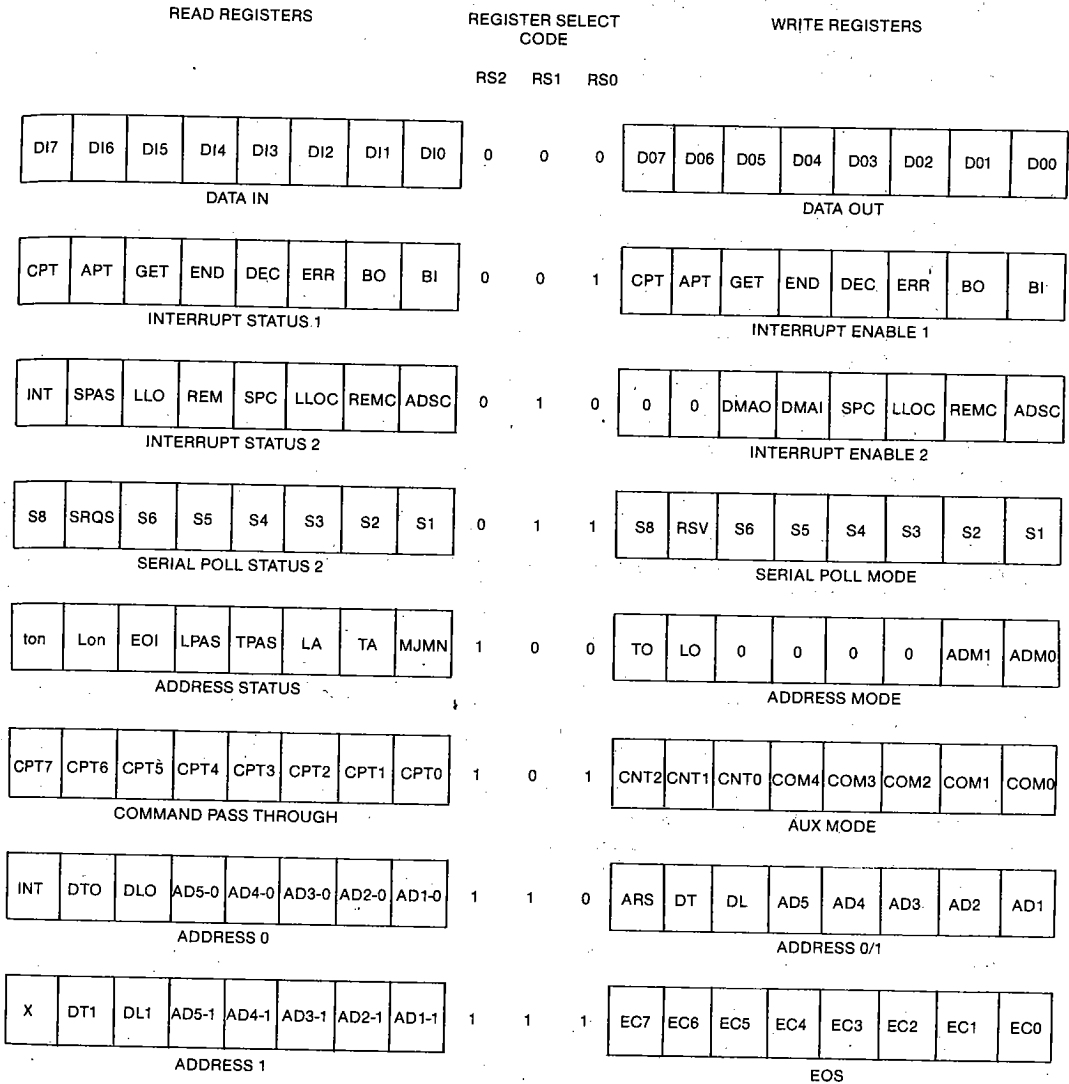 READ REGISTERS REGISTER SELECT CODE WRITE REGISTERS
RS2 RS1 RS0
DI7 DI6 DI5 DI4 DI3 DI2 DI1 DI0 0 0 0 D07 D06 D05 D04 D03 D02 D01 D00
DATA IN DATA OUT
CPT APT GET END DEC ERR BO BI 0 0 1 CPT APT GET END DEC ERR BO BI
INTERRUPT STATUS 1 INTERRUPT ENABLE 1
INT SPAS LLO REM SPC LLOC REMC ADSC 0 1 0 0 0 DMAO DMAI SPC LLOC REMC ADSC
INTERRUPT STATUS 2 INTERRUPT ENABLE 2
S8 SRQS S6 S5 S4 S3 S2 S1 0 1 1 S8 RSV S6 S5 S4 S3 S2 S1
SERIAL POLL STATUS 2 SERIAL POLL MODE
ton Lon EOI LPAS TPAS LA TA MJMN 1 0 0 TO LO 0 0 0 0 ADM1 ADM0
ADDRESS STATUS ADDRESS MODE
CPT7 CPT6 CPT5 CPT4 CPT3 CPT2 CPT1 CPT0 1 0 1 CNT2 CNT1 CNT0 COM4 COM3 COM2 COM1 COM0
COMMAND PASS THROUGH AUX MODE
INT DTO DLO AD5-0 AD4-0 AD3-0 AD2-0 AD1-0 1 1 0 ARS DT DL AD5 AD4 AD3 AD2 AD1
ADDRESS 0 ADDRESS 0/1
X DT1 DL1 AD5-1 AD4-1 AD3-1 AD2-1 AD1-1 1 1 1 EC7 EC6 EC5 EC4 EC3 EC2 EC1 EC0
ADDRESS 1 EOS